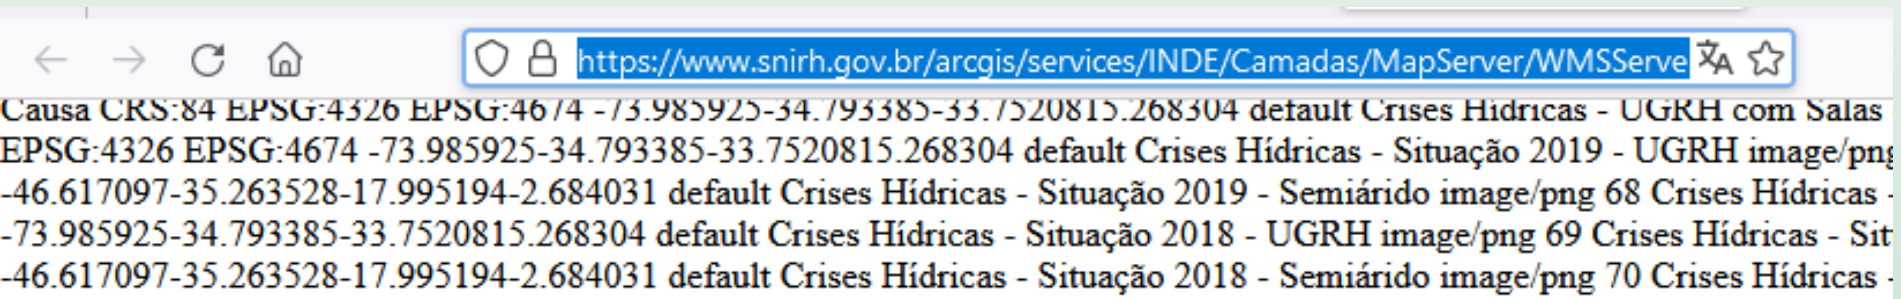 https://www.snirh.gov.br/arcgis/services/INDE/Camadas/MapServer/WMSServe
Causa CRS:84 EPSG:4326 EPSG:4674 -73.985925-34.793385-33.7520815.268304 default Crises Hídricas - UGRH com Salas
EPSG:4326 EPSG:4674 -73.985925-34.793385-33.7520815.268304 default Crises Hídricas - Situação 2019 - UGRH image/png
-46.617097-35.263528-17.995194-2.684031 default Crises Hídricas - Situação 2019 - Semiárido image/png 68 Crises Hídricas -
-73.985925-34.793385-33.7520815.268304 default Crises Hídricas - Situação 2018 - UGRH image/png 69 Crises Hídricas - Sit
-46.617097-35.263528-17.995194-2.684031 default Crises Hídricas - Situação 2018 - Semiárido image/png 70 Crises Hídricas -